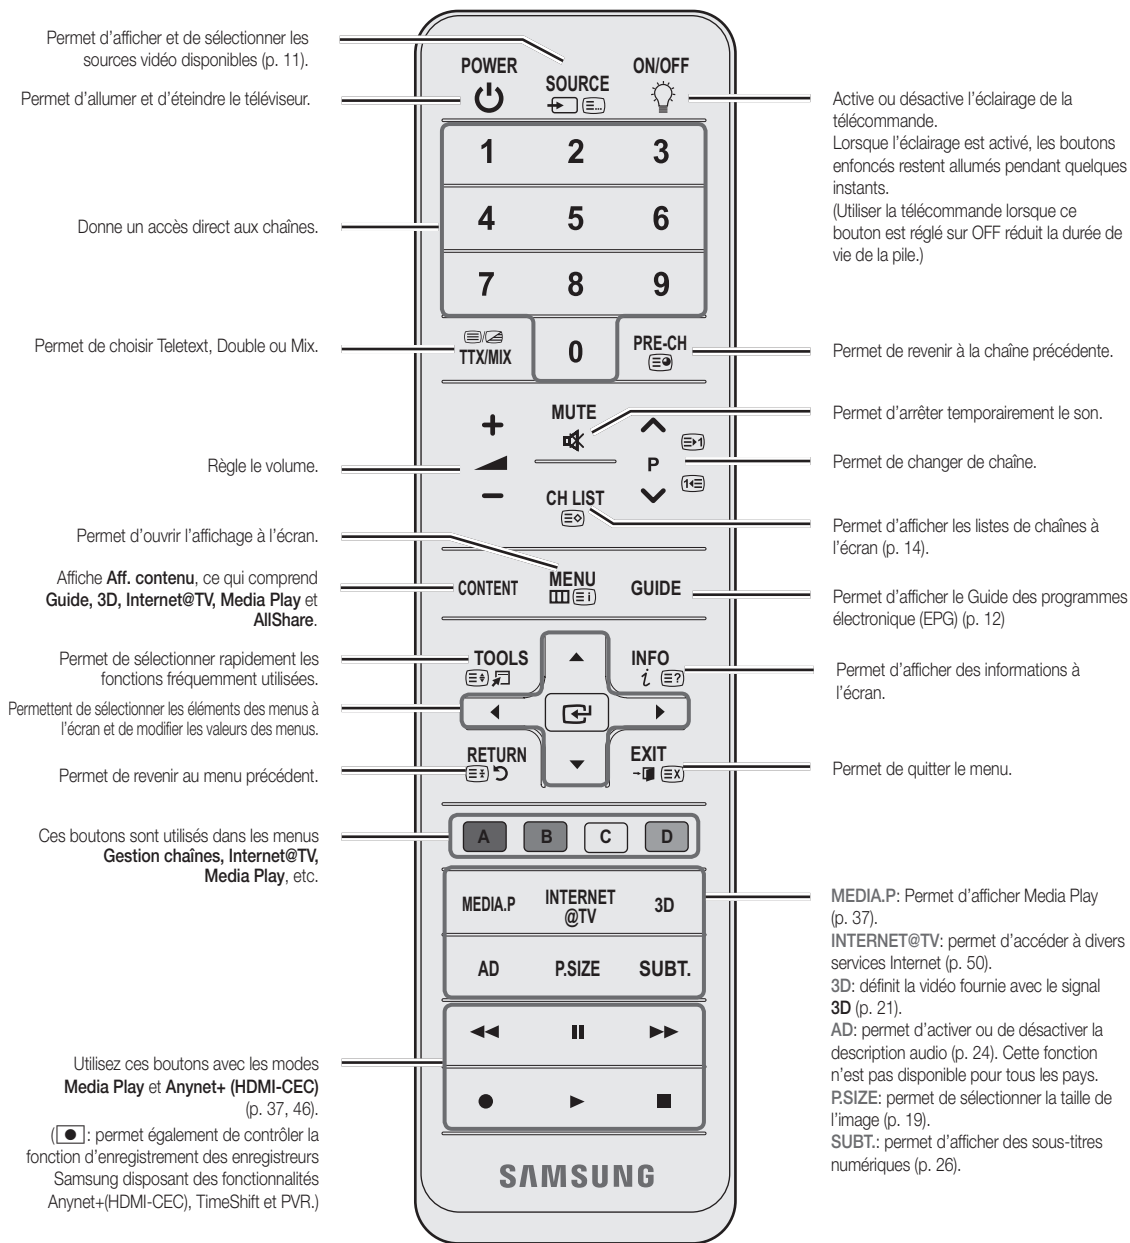 Permet d'afficher et de sélectionner les
sources vidéo disponibles (p. 11).
Permet d'allumer et d'éteindre le téléviseur.
Donne un accès direct aux chaînes.
Permet de choisir Teletext, Double ou Mix.
Règle le volume.
Permet d'ouvrir l'affichage à l'écran.
Affiche Aff. contenu, ce qui comprend
Guide, 3D, Internet@TV, Media Play et
AllShare.
Permet de sélectionner rapidement les
fonctions fréquemment utilisées.
Permettent de sélectionner les éléments des menus à
l'écran et de modifier les valeurs des menus.
Permet de revenir au menu précédent.
Ces boutons sont utilisés dans les menus
Gestion chaînes, Internet@TV,
Media Play, etc.
Utilisez ces boutons avec les modes
Media Play et Anynet+ (HDMI-CEC)
(p. 37, 46).
(●: permet également de contrôler la
fonction d'enregistrement des enregistreurs
Samsung disposant des fonctionnalités
Anynet+(HDMI-CEC), TimeShift et PVR.)
POWER SOURCE ON/OFF
1 2 3
4 5 6
7 8 9
TTX/MIX 0 PRE-CH
MUTE
P
CH LIST
CONTENT MENU GUIDE
TOOLS INFO
RETURN EXIT
A B C D
MEDIA.P INTERNET @TV 3D
AD P.SIZE SUBT.
SAMSUNG
Active ou désactive l'éclairage de la
télécommande.
Lorsque l'éclairage est activé, les boutons
enfoncés restent allumés pendant quelques
instants.
(Utiliser la télécommande lorsque ce
bouton est réglé sur OFF réduit la durée de
vie de la pile.)
Permet de revenir à la chaîne précédente.
Permet d'arrêter temporairement le son.
Permet de changer de chaîne.
Permet d'afficher les listes de chaînes à
l'écran (p. 14).
Permet d'afficher le Guide des programmes
électronique (EPG) (p. 12)
Permet d'afficher des informations à
l'écran.
Permet de quitter le menu.
MEDIA.P: Permet d'afficher Media Play
(p. 37).
INTERNET@TV: permet d'accéder à divers
services Internet (p. 50).
3D: définit la vidéo fournie avec le signal
3D (p. 21).
AD: permet d'activer ou de désactiver la
description audio (p. 24). Cette fonction
n'est pas disponible pour tous les pays.
P.SIZE: permet de sélectionner la taille de
l'image (p. 19).
SUBT.: permet d'afficher des sous-titres
numériques (p. 26).